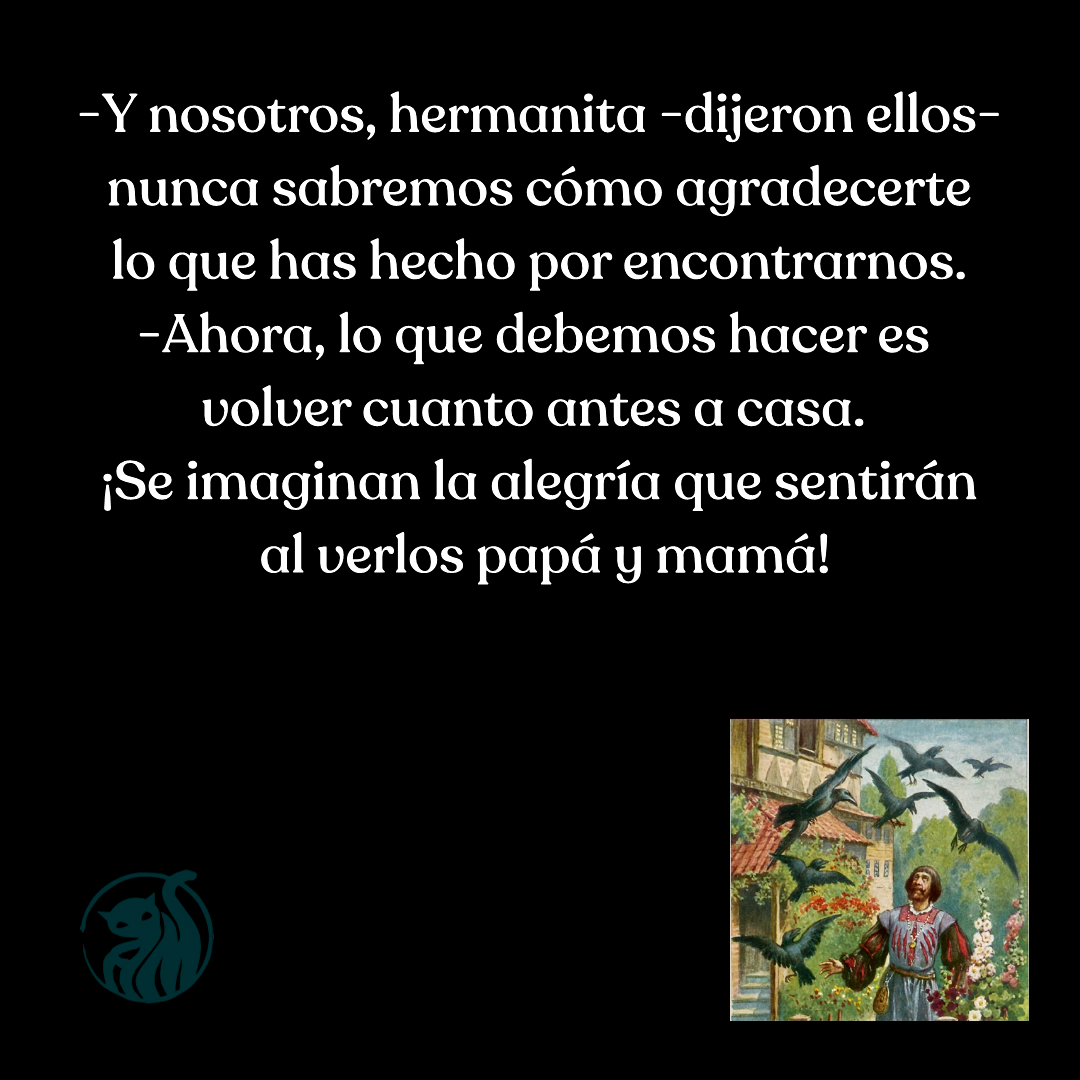 -Y nosotros, hermanita -dijeron ellos-
nunca sabremos cómo agradecerte
lo que has hecho por encontrarnos.
-Ahora, lo que debemos hacer es
volver cuanto antes a casa.
¡Se imaginan la alegría que sentirán
al verlos papá y mamá!